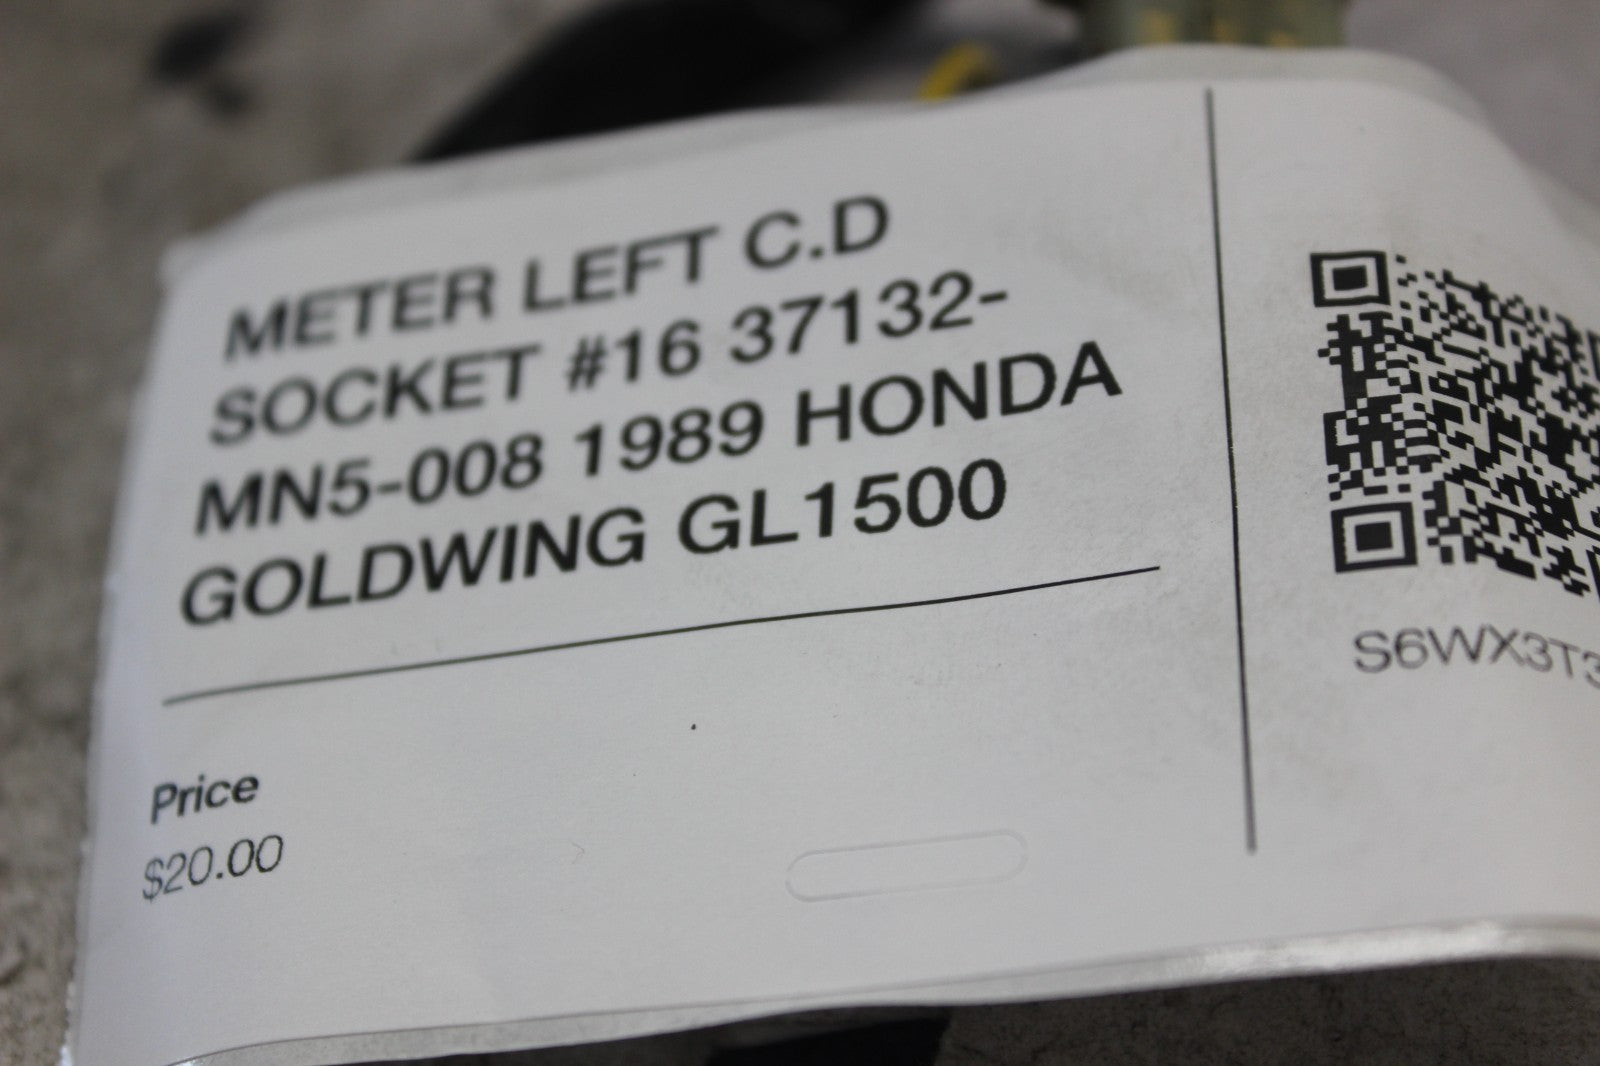 METER LEFT C.D
SOCKET #16 37132-
MN5-008 1989 HONDA
GOLDWING GL1500
Price
$20.00
S6WX3T3